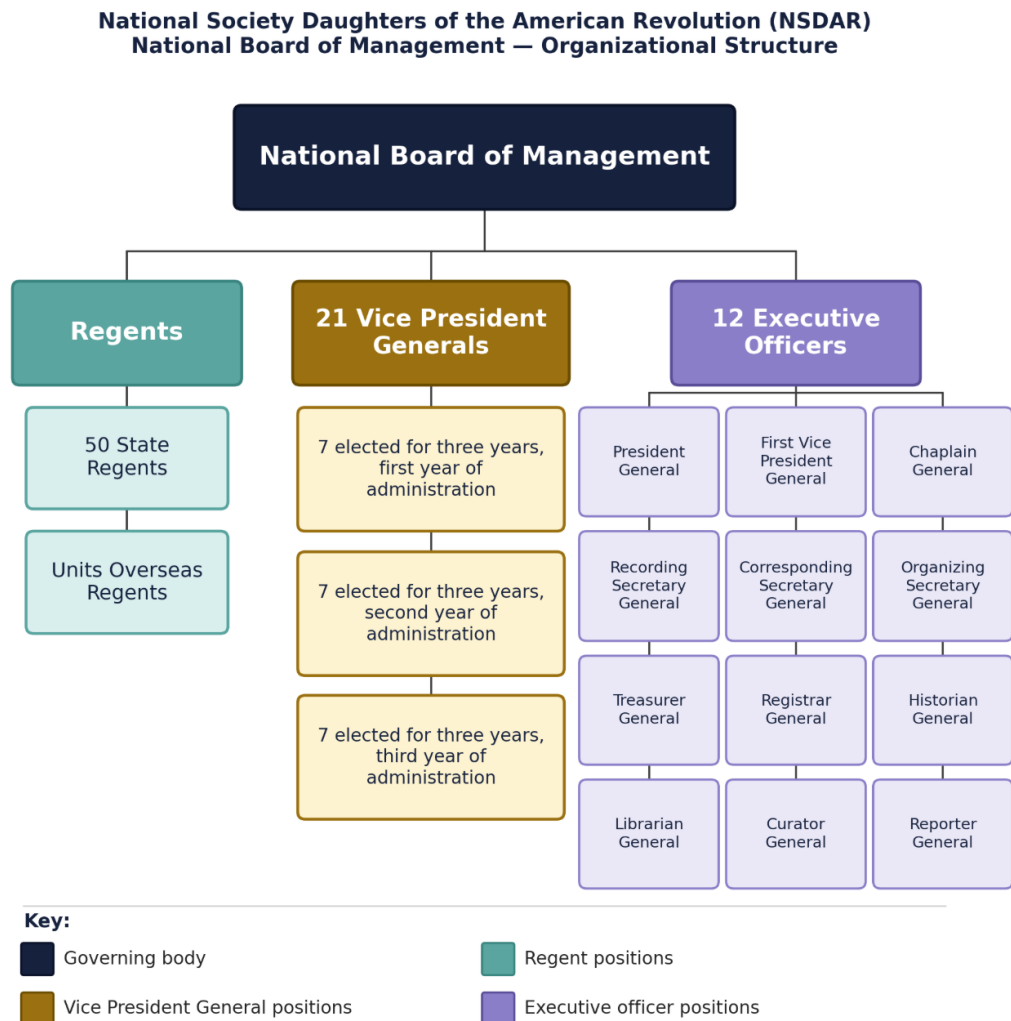 National Society Daughters of the American Revolution (NSDAR)
National Board of Management — Organizational Structure
National Board of Management
Regents
21 Vice President
Generals
12 Executive
Officers
50 State
Regents
Units Overseas
Regents
7 elected for three years,
first year of
administration
7 elected for three years,
second year of
administration
7 elected for three years,
third year of
administration
President
General
First Vice
President
General
Chaplain
General
Recording
Secretary
General
Corresponding
Secretary
General
Organizing
Secretary
General
Treasurer
General
Registrar
General
Historian
General
Librarian
General
Curator
General
Reporter
General
Key:
Governing body
Regent positions
Vice President General positions
Executive officer positions